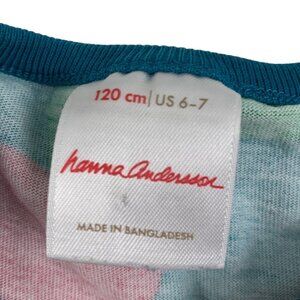 120 cm | US 6-7
hanna andersson
MADE IN BANGLADESH